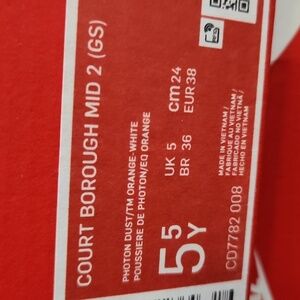 COURT BOROUGH MID 2 (GS)
PHOTON DUST/TM ORANGE-WHITE
POUSSIERE DE PHOTON/EQ ORANGE
UK 5
cm 24
BR 36
EUR 38
5 5Y
MADE IN VIETNAM /
FABRIQUE AU VIETNAM /
FABRICADO NO VIETNÃ /
HECHO EN VIETNAM
CD7782 008